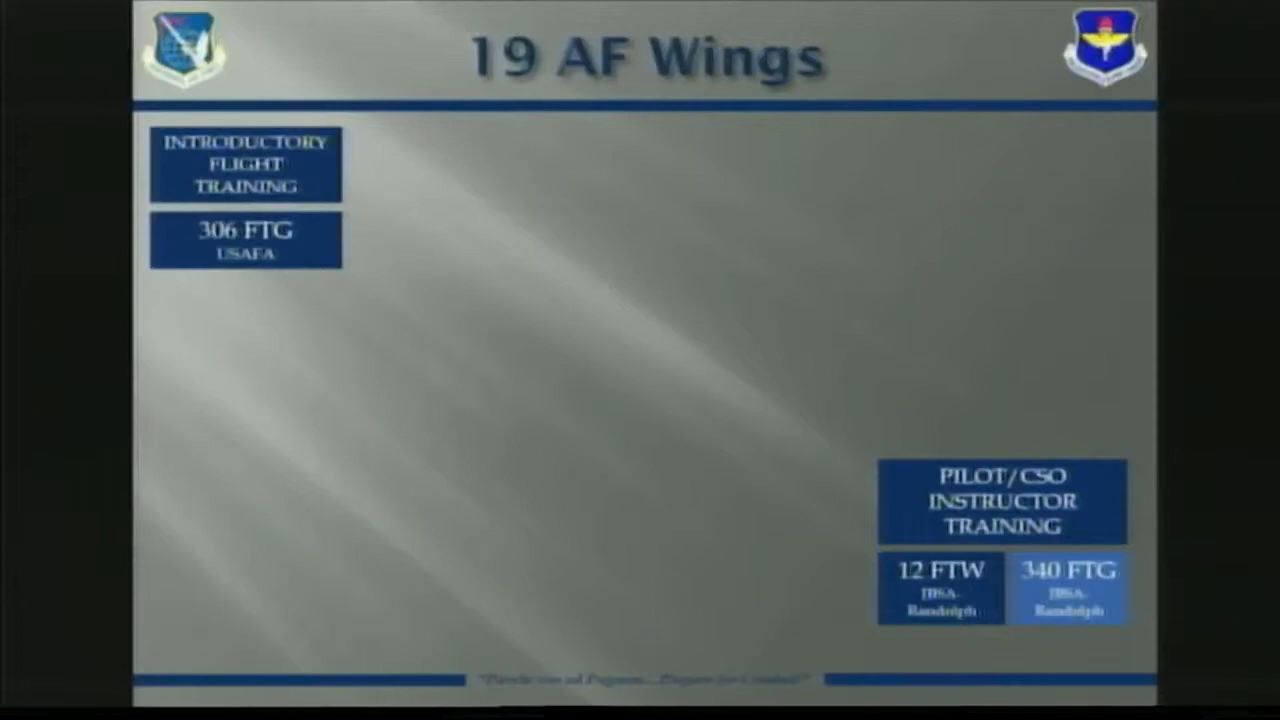 19 AF Wings
INTRODUCTORY
FLIGHT
TRAINING
306 FTG
USAFA
PILOT/CSO
INSTRUCTOR
TRAINING
12 FTW
JBSA-
Randolph
340 FTG
JBSA-
Randolph